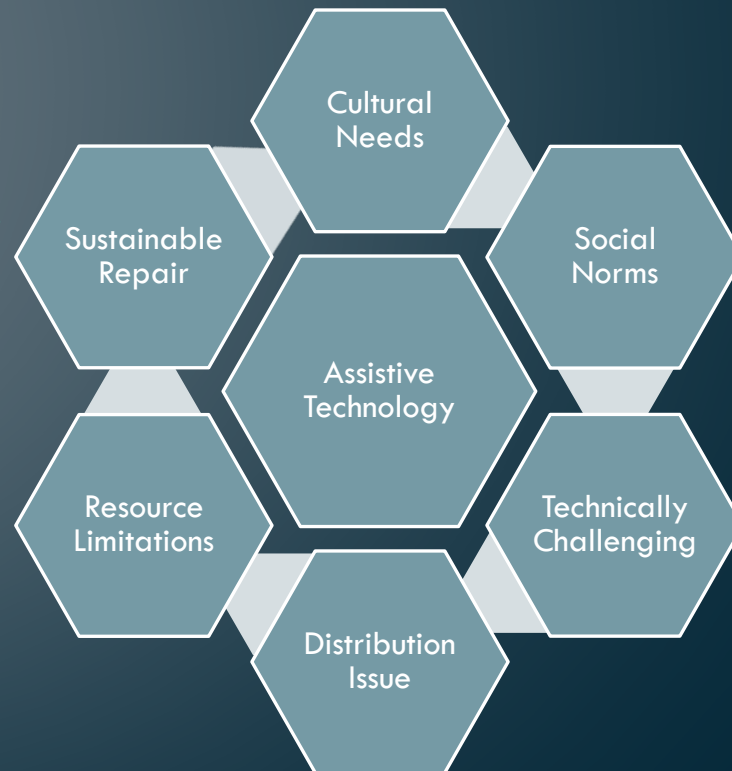 Cultural
Needs
Sustainable
Repair
Social
Norms
Assistive
Technology
Resource
Limitations
Technically
Challenging
Distribution
Issue